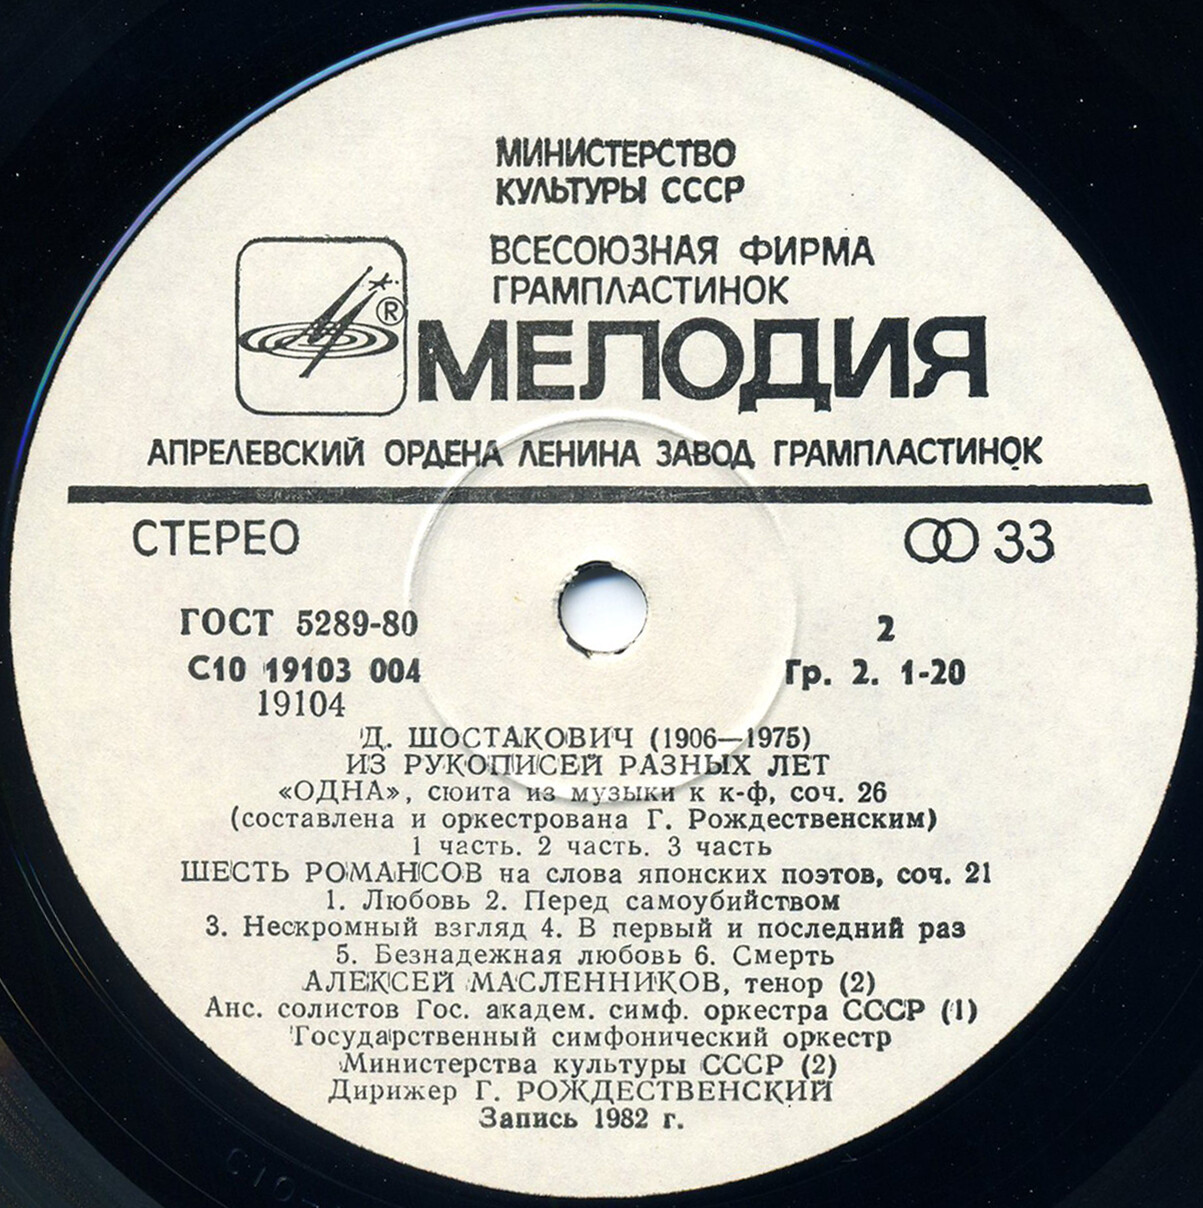 МИНИСТЕРСТВО
КУЛЬТУРЫ СССР
ВСЕСОЮЗНАЯ ФИРМА
ГРАМПЛАСТИНОК
®
МЕЛОДИЯ
АПРЕЛЕВСКИЙ ОРДЕНА ЛЕНИНА ЗАВОД ГРАМПЛАСТИНОК
СТЕРЕО 33
ГОСТ 5289-80 2
С10 19103 004 Гр. 2. 1-20
19104
Д. ШОСТАКОВИЧ (1906—1975)
ИЗ РУКОПИСЕЙ РАЗНЫХ ЛЕТ
«ОДНА», сюита из музыки к к-ф, соч. 26
(составлена и оркестрована Г. Рождественским)
1 часть. 2 часть. 3 часть
ШЕСТЬ РОМАНСОВ на слова японских поэтов, соч. 21
1. Любовь 2. Перед самоубийством
3. Нескромный взгляд 4. В первый и последний раз
5. Безнадежная любовь 6. Смерть
АЛЕКСЕЙ МАСЛЕННИКОВ, тенор (2)
Анс. солистов Гос. академ. симф. оркестра СССР (1)
Государственный симфонический оркестр
Министерства культуры СССР (2)
Дирижер Г. РОЖДЕСТВЕНСКИЙ
Запись 1982 г.